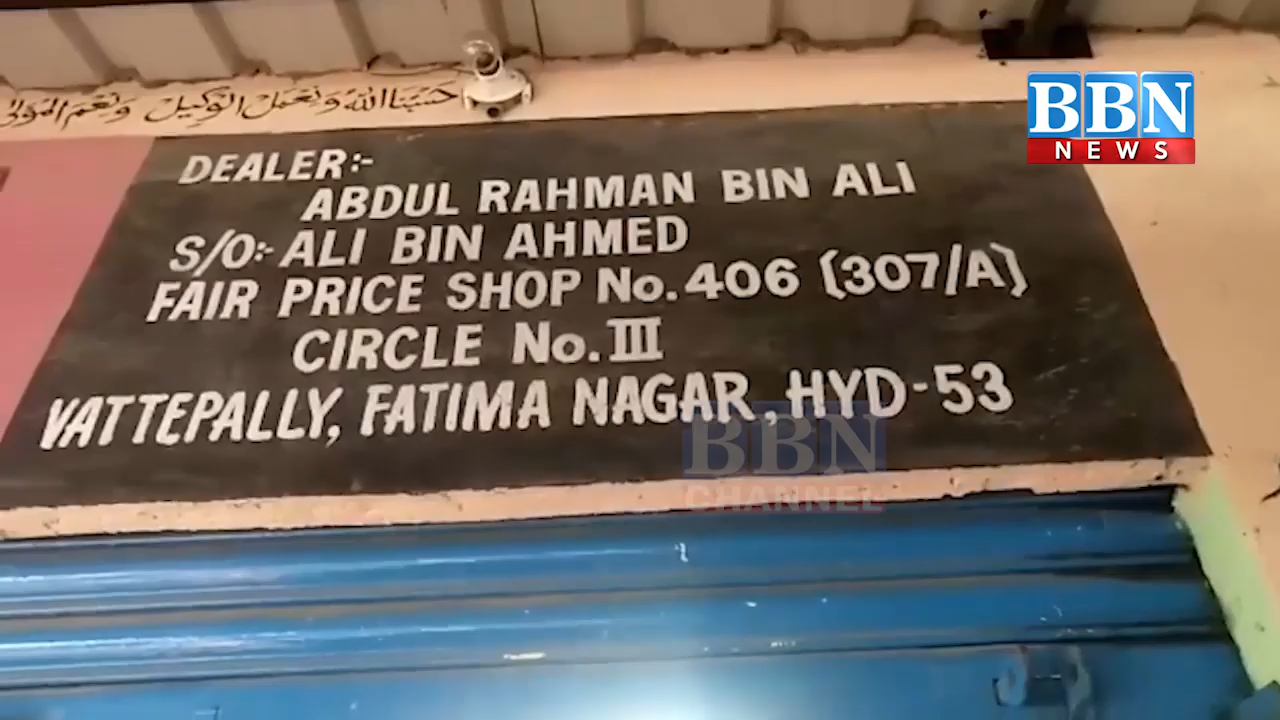 حسبنا الله ونعمل الوكيل ونعم المولى
BBN
NEWS
DEALER:-
ABDUL RAHMAN BIN ALI
S/O:- ALI BIN AHMED
FAIR PRICE SHOP No. 406 (307/A)
CIRCLE No. III
VATTEPALLY, FATIMA NAGAR, HYD-53
BBN
CHANNEL